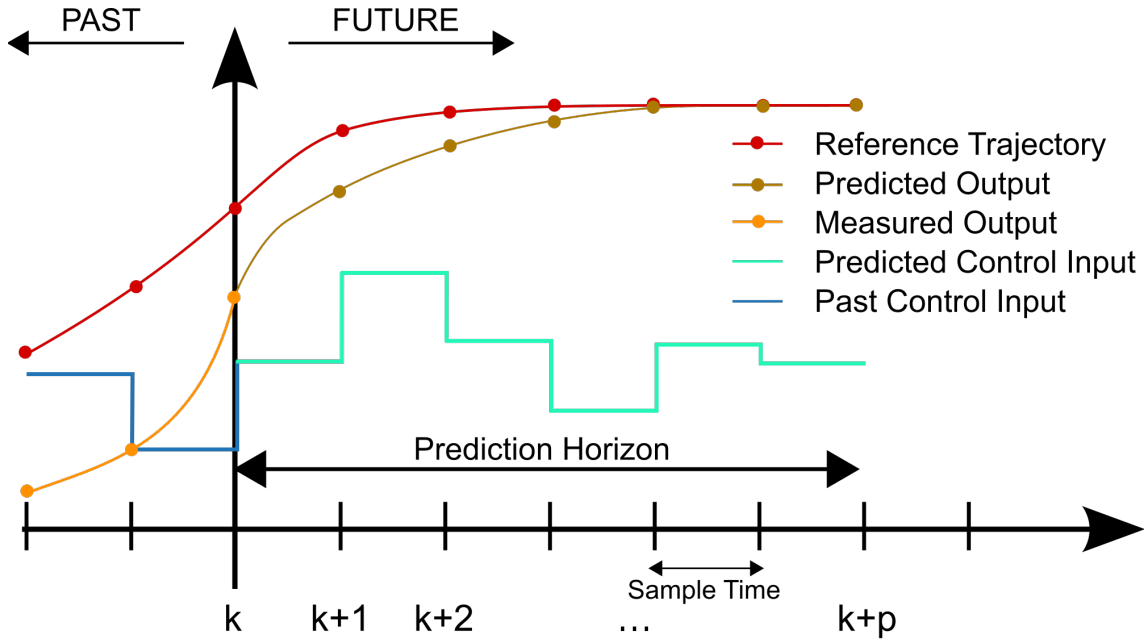 PAST
FUTURE
Reference Trajectory
Predicted Output
Measured Output
Predicted Control Input
Past Control Input
Prediction Horizon
Sample Time
k
k+1
k+2
...
k+p